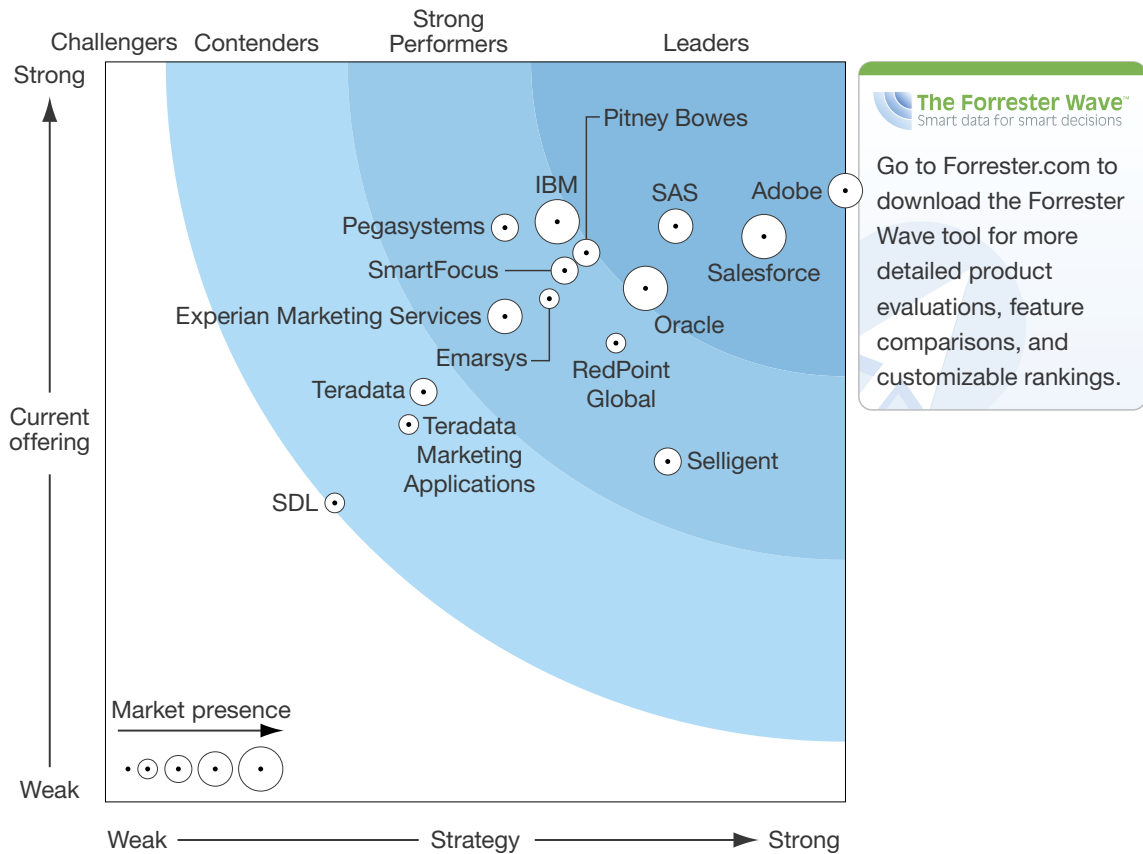 Challengers
Contenders
Strong
Performers
Leaders
Strong
The Forrester Wave™
Smart data for smart decisions
Go to Forrester.com to
download the Forrester
Wave tool for more
detailed product
evaluations, feature
comparisons, and
customizable rankings.
Pitney Bowes
IBM
SAS
Adobe
Pegasystems
SmartFocus
Salesforce
Experian Marketing Services
Oracle
Emarsys
RedPoint
Global
Teradata
Teradata
Marketing
Applications
Selligent
SDL
Current
offering
Market presence
Weak
Weak
Strategy
Strong